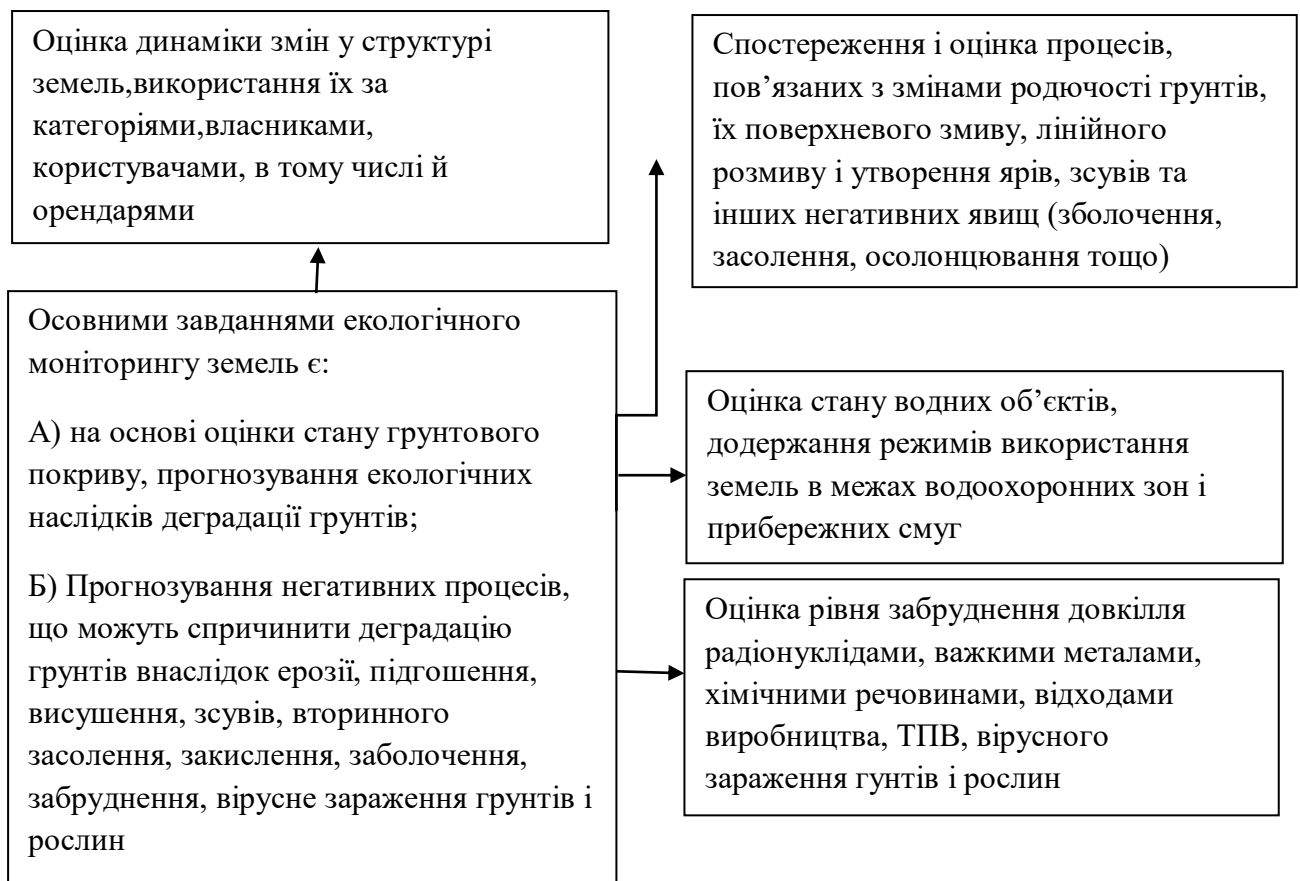 Оцінка динаміки змін у структурі
земель,використання їх за
категоріями,власниками,
користувачами, в тому числі й
орендарями
Спостереження і оцінка процесів,
пов’язаних з змінами родючості грунтів,
їх поверхневого змиву, лінійного
розмиву і утворення ярів, зсувів та
інших негативних явищ (зболочення,
засолення, осолонцювання тощо)
Осовними завданнями екологічного
моніторингу земель є:
А) на основі оцінки стану грунтового
покриву, прогнозування екологічних
наслідків деградації грунтів;
Б) Прогнозування негативних процесів,
що можуть спричинити деградацію
грунтів внаслідок ерозії, підгошення,
висушення, зсувів, вторинного
засолення, закислення, заболочення,
забруднення, вірусне зараження грунтів і
рослин
Оцінка стану водних об’єктів,
додержання режимів використання
земель в межах водоохоронних зон і
прибережних смуг
Оцінка рівня забруднення довкілля
радіонуклідами, важкими металами,
хімічними речовинами, відходами
виробництва, ТПВ, вірусного
зараження гунтів і рослин